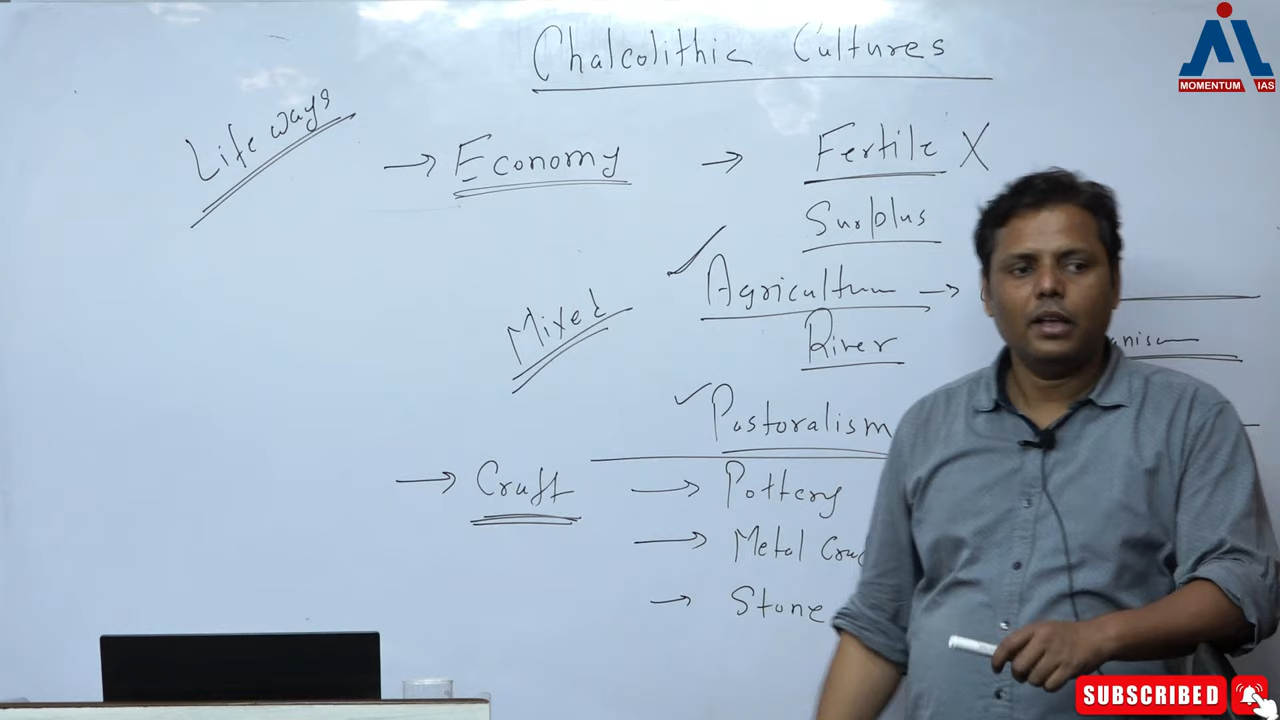 Chalcolithic Cultures
MOMENTUM IAS
Life ways
→ Economy → Fertile X
Surplus
✓ Agriculture →
Mixed
River
✓ Pastoralism
→ Craft → Pottery
→ Metal
→ Stone
SUBSCRIBED